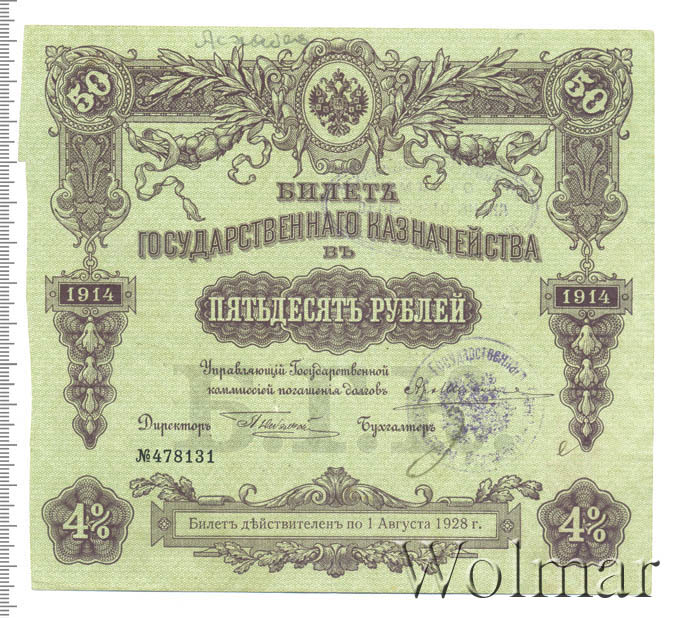 50
50
БИЛЕТЪ
ГОСУДАРСТВЕННАГО КАЗНАЧЕЙСТВА
ВЪ
1914
ПЯТЬДЕСЯТЪ РУБЛЕЙ
1914
Управляющій Государственной
коммиссіей погашенія долговъ
Директоръ
Бухгалтеръ
№478131
4%
Билетъ дѣйствителенъ по 1 Августа 1928 г.
4%
Wolmar